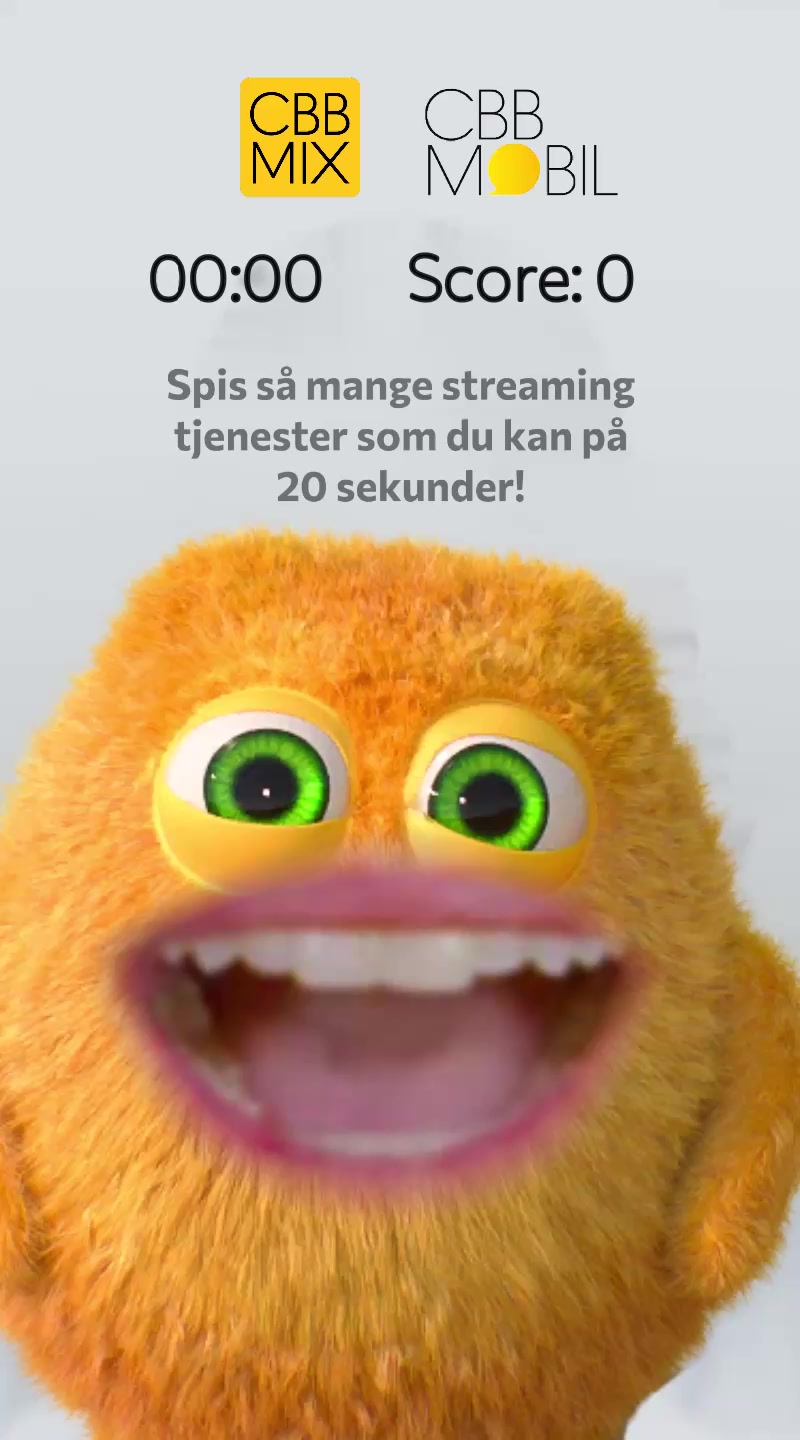 CBB
MIX
CBB
MOBIL
00:00
Score: 0
Spis så mange streaming
tjenester som du kan på
20 sekunder!